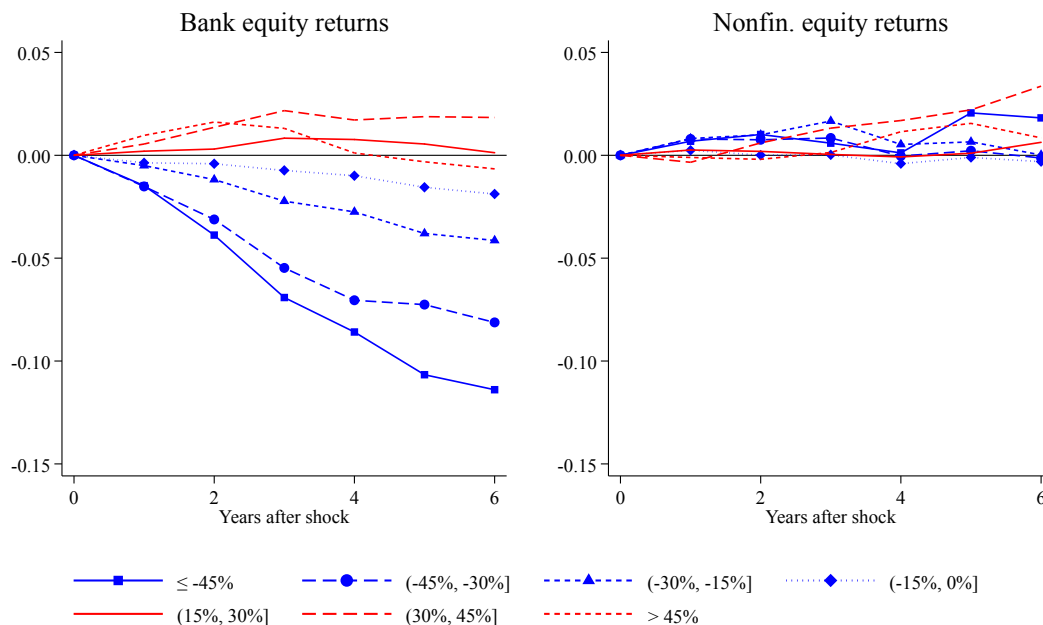 Bank equity returns
0.05
0.00
-0.05
-0.10
-0.15
0 2 4 6
Years after shock
Nonfin. equity returns
0.05
0.00
-0.05
-0.10
-0.15
0 2 4 6
Years after shock
≤ -45% (-45%, -30%] (-30%, -15%] (-15%, 0%]
(15%, 30%] (30%, 45%] > 45%